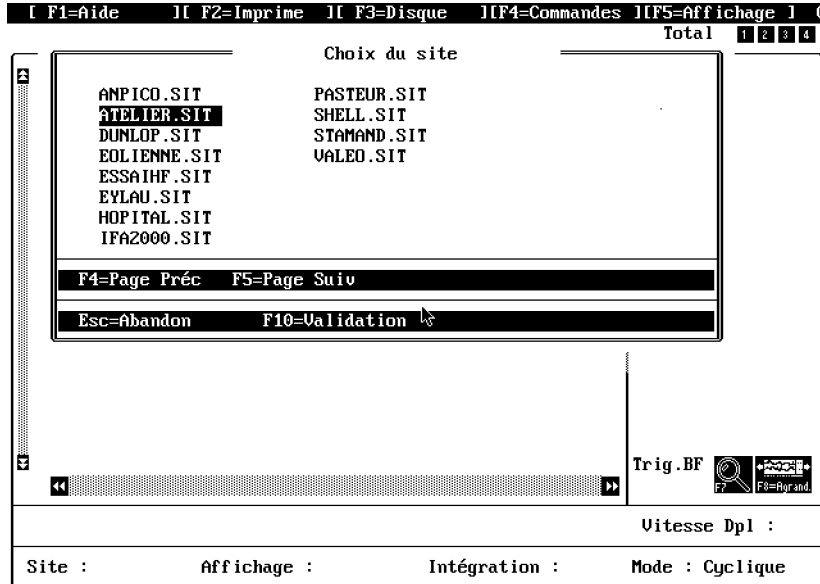 [ F1=Aide ][ F2=Imprime ][ F3=Disque ][F4=Commandes ][F5=Affichage ]
Total 1 2 3 4
Choix du site
ANPICO.SIT PASTEUR.SIT
ATELIER.SIT SHELL.SIT
DUNLOP.SIT STAMAND.SIT
EOLIENNE.SIT VALEO.SIT
ESSAIHF.SIT
EYLAU.SIT
HOPITAL.SIT
IFA2000.SIT
F4=Page Préc F5=Page Suiv
Esc=Abandon F10=Validation
Trig.BF
F7 F8=Agrand.
Vitesse Dpl :
Site : Affichage : Intégration : Mode : Cyclique